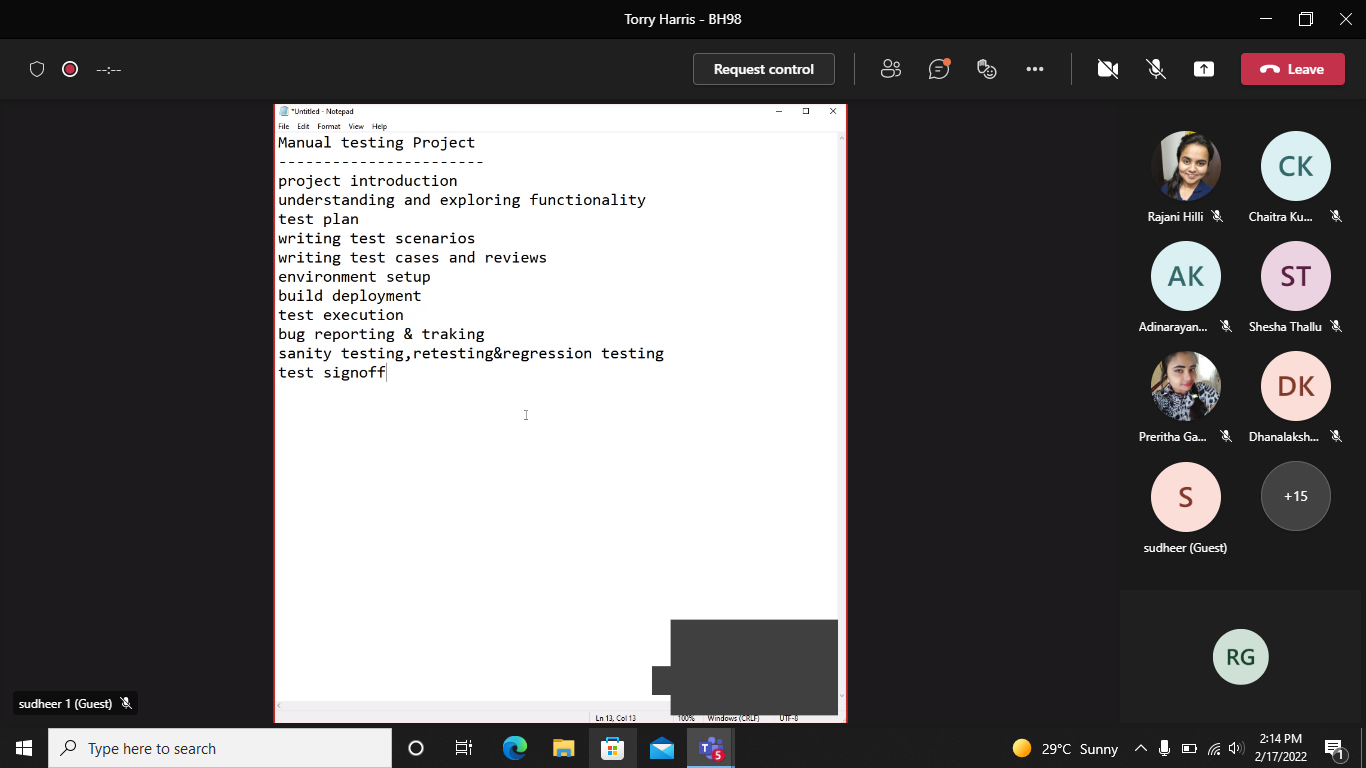 Torry Harris - BH98
--:--
Request control
Leave
*Untitled - Notepad
File Edit Format View Help
Manual testing Project
-----------------------
project introduction
understanding and exploring functionality
test plan
writing test scenarios
writing test cases and reviews
environment setup
build deployment
test execution
bug reporting & traking
sanity testing,retesting&regression testing
test signoff
Ln 13, Col 13 100% Windows (CRLF) UTF-8
sudheer 1 (Guest)
Rajani Hilli
CK
Chaitra Ku...
AK
Adinarayan...
ST
Shesha Thallu
Preritha Ga...
DK
Dhanalaksh...
S
sudheer (Guest)
+15
RG
Type here to search
5
29°C Sunny
2:14 PM
2/17/2022
1